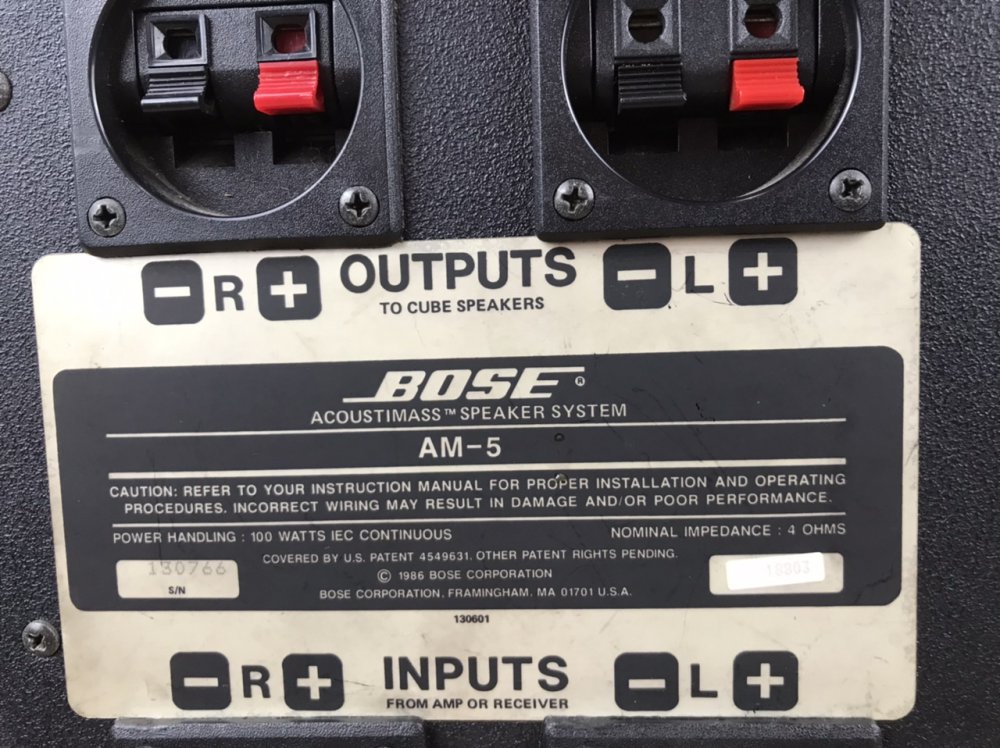 − R + OUTPUTS − L +
TO CUBE SPEAKERS
BOSE®
ACOUSTIMASS™ SPEAKER SYSTEM
AM-5
CAUTION: REFER TO YOUR INSTRUCTION MANUAL FOR PROPER INSTALLATION AND OPERATING
PROCEDURES. INCORRECT WIRING MAY RESULT IN DAMAGE AND/OR POOR PERFORMANCE.
POWER HANDLING : 100 WATTS IEC CONTINUOUS NOMINAL IMPEDANCE : 4 OHMS
COVERED BY U.S. PATENT 4549631. OTHER PATENT RIGHTS PENDING.
130766
© 1986 BOSE CORPORATION
S/N
BOSE CORPORATION, FRAMINGHAM, MA 01701 U.S.A.
130601
− R + INPUTS − L +
FROM AMP OR RECEIVER